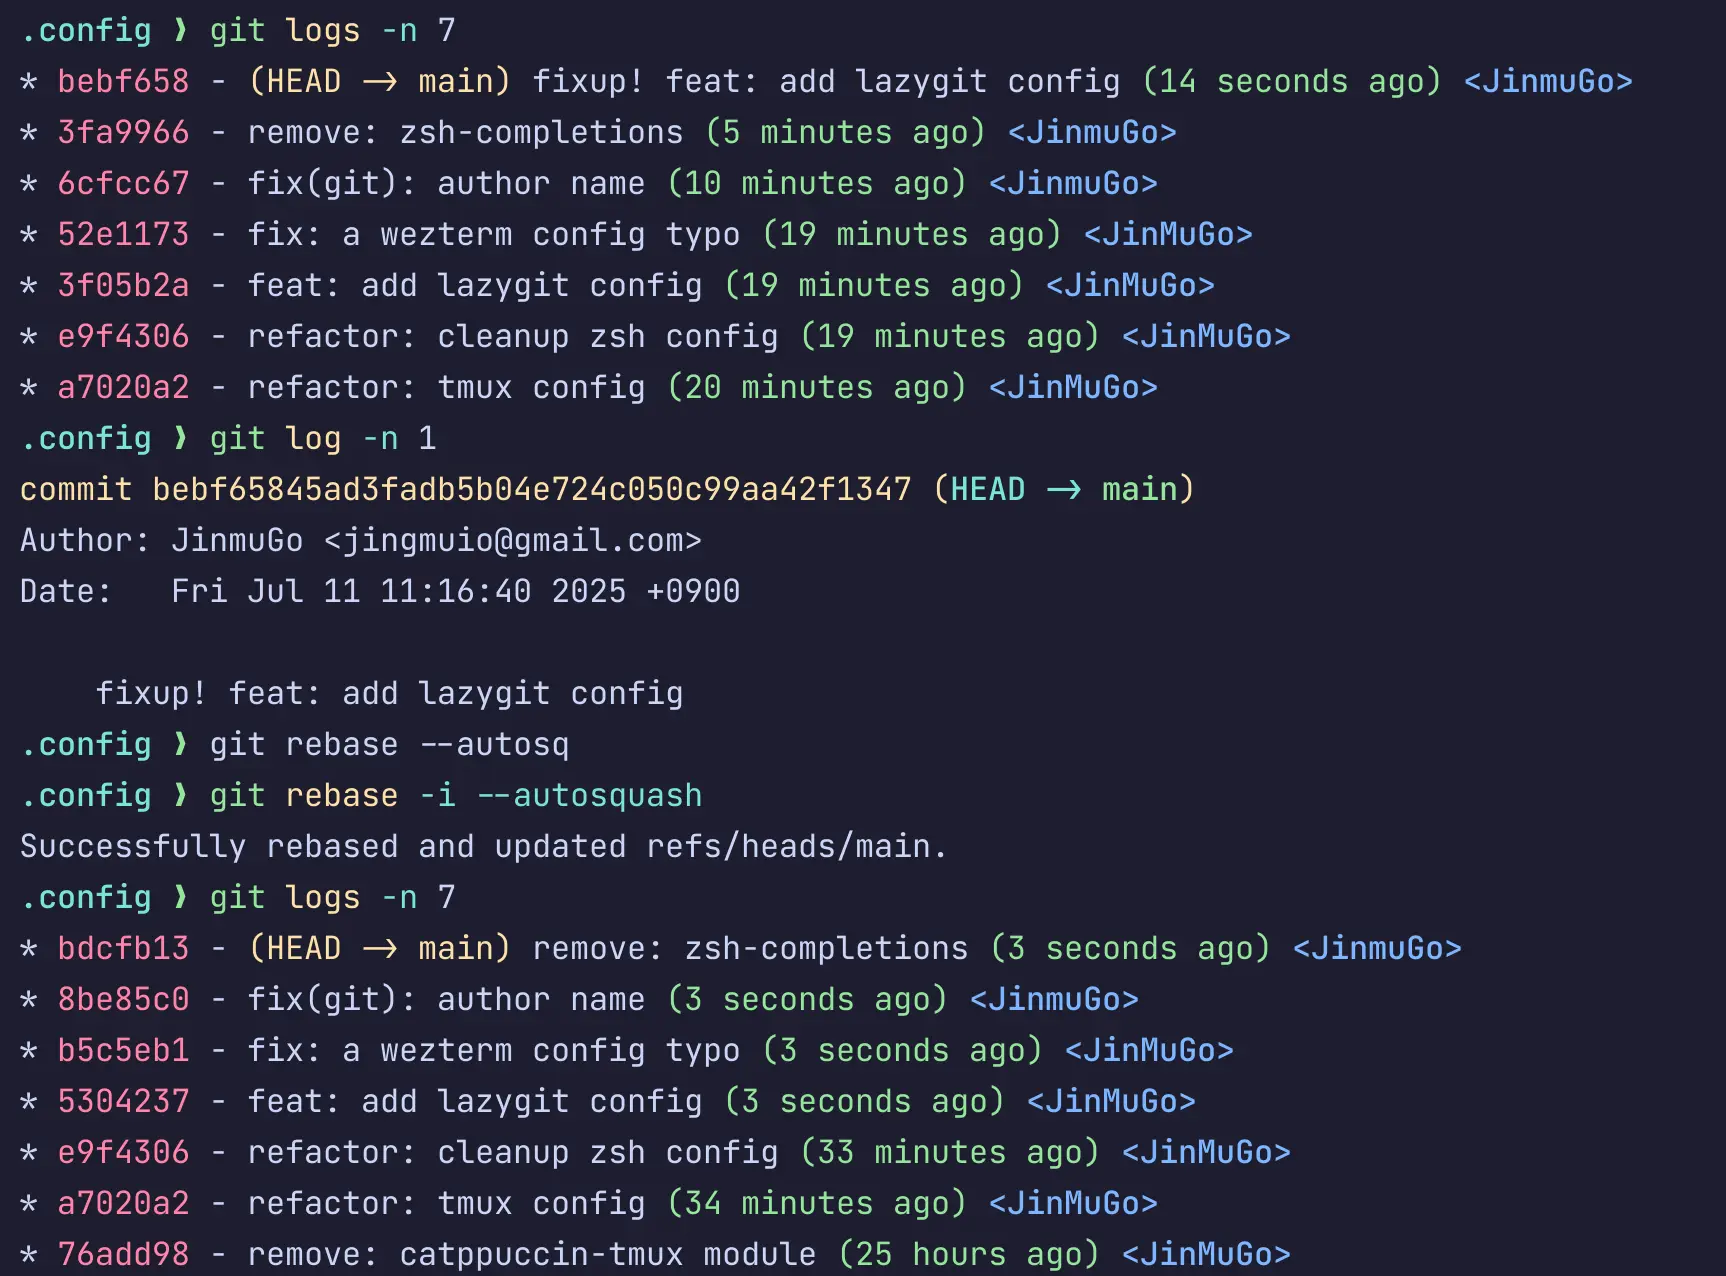 .config ❯ git logs -n 7
* bebf658 - (HEAD -> main) fixup! feat: add lazygit config (14 seconds ago) <JinmuGo>
* 3fa9966 - remove: zsh-completions (5 minutes ago) <JinmuGo>
* 6cfcc67 - fix(git): author name (10 minutes ago) <JinmuGo>
* 52e1173 - fix: a wezterm config typo (19 minutes ago) <JinMuGo>
* 3f05b2a - feat: add lazygit config (19 minutes ago) <JinMuGo>
* e9f4306 - refactor: cleanup zsh config (19 minutes ago) <JinMuGo>
* a7020a2 - refactor: tmux config (20 minutes ago) <JinMuGo>
.config ❯ git log -n 1
commit bebf65845ad3fadb5b04e724c050c99aa42f1347 (HEAD -> main)
Author: JinmuGo <jingmuio@gmail.com>
Date:   Fri Jul 11 11:16:40 2025 +0900
    fixup! feat: add lazygit config
.config ❯ git rebase --autosq
.config ❯ git rebase -i --autosquash
Successfully rebased and updated refs/heads/main.
.config ❯ git logs -n 7
* bdcfb13 - (HEAD -> main) remove: zsh-completions (3 seconds ago) <JinmuGo>
* 8be85c0 - fix(git): author name (3 seconds ago) <JinmuGo>
* b5c5eb1 - fix: a wezterm config typo (3 seconds ago) <JinMuGo>
* 5304237 - feat: add lazygit config (3 seconds ago) <JinMuGo>
* e9f4306 - refactor: cleanup zsh config (33 minutes ago) <JinMuGo>
* a7020a2 - refactor: tmux config (34 minutes ago) <JinMuGo>
* 76add98 - remove: catppuccin-tmux module (25 hours ago) <JinMuGo>